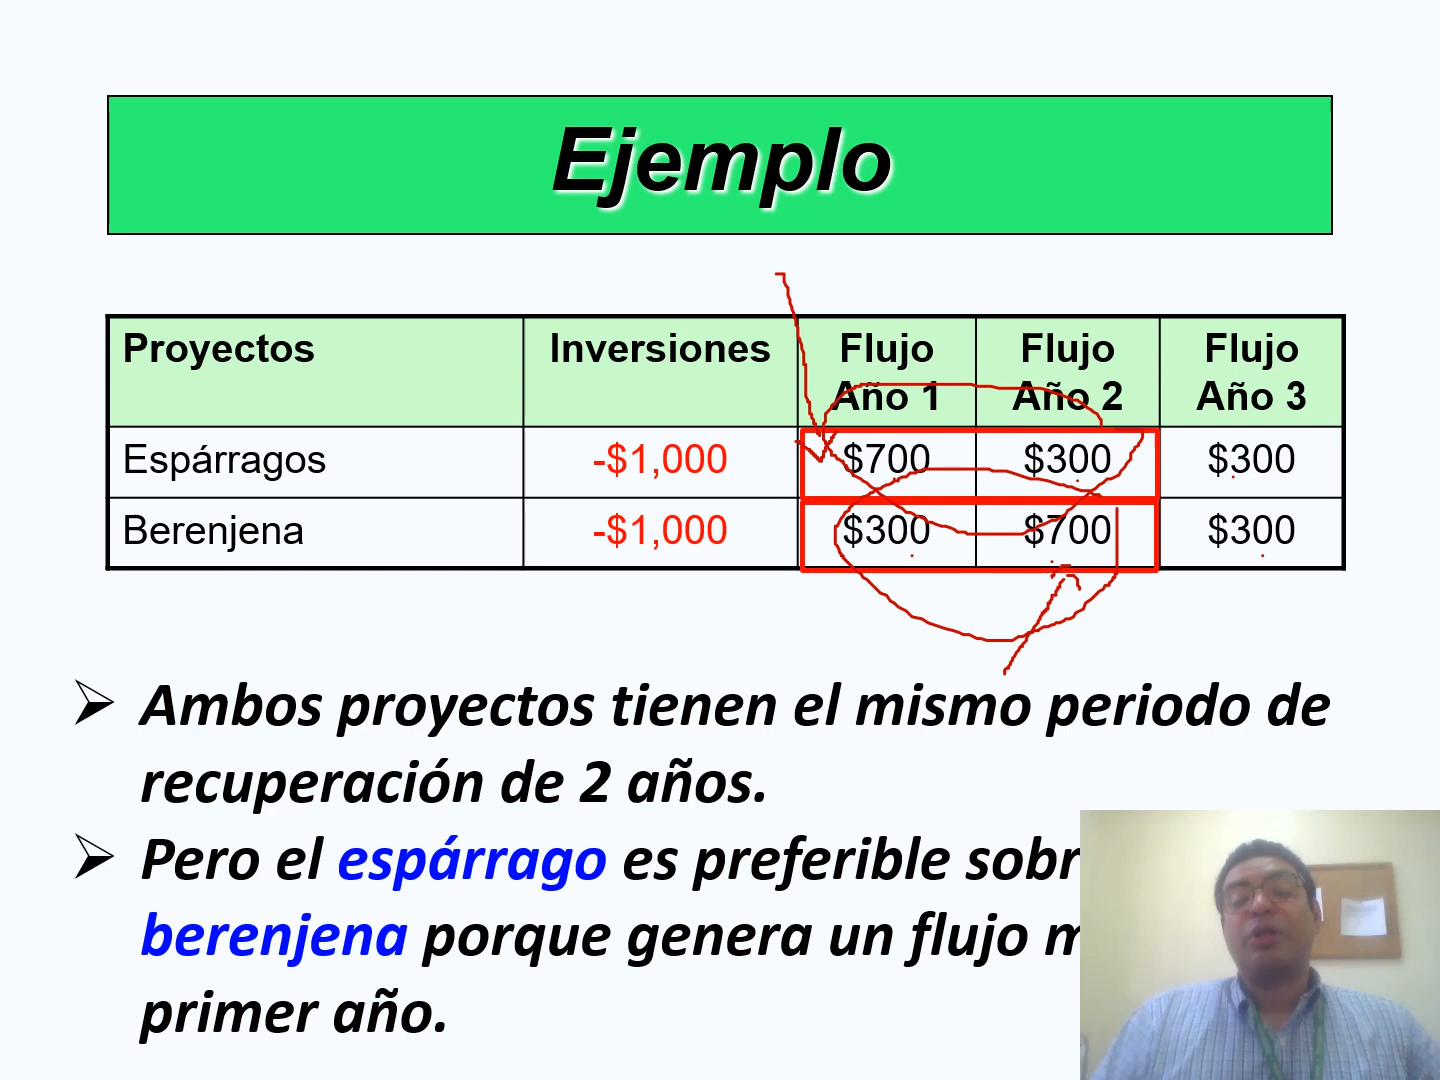 Ejemplo
Proyectos Inversiones Flujo Año 1 Flujo Año 2 Flujo Año 3
Espárragos -$1,000 $700 $300 $300
Berenjena -$1,000 $300 $700 $300
Ambos proyectos tienen el mismo periodo de
recuperación de 2 años.
Pero el espárrago es preferible
berenjena porque genera un flujo
primer año.